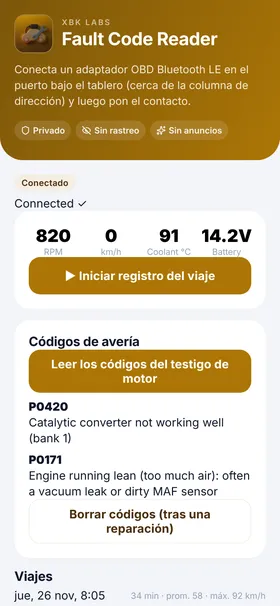 XBK LABS
Fault Code Reader
Conecta un adaptador OBD Bluetooth LE en el
puerto bajo el tablero (cerca de la columna de
dirección) y luego pon el contacto.
Privado
Sin rastreo
Sin anuncios
Conectado
Connected ✓
820 0 91 14.2V
RPM km/h Coolant °C Battery
▶ Iniciar registro del viaje
Códigos de avería
Leer los códigos del testigo de
motor
P0420
Catalytic converter not working well
(bank 1)
P0171
Engine running lean (too much air): often
a vacuum leak or dirty MAF sensor
Borrar códigos (tras una
reparación)
Viajes
jue, 26 nov, 8:05 34 min · prom. 58 · máx. 92 km/h